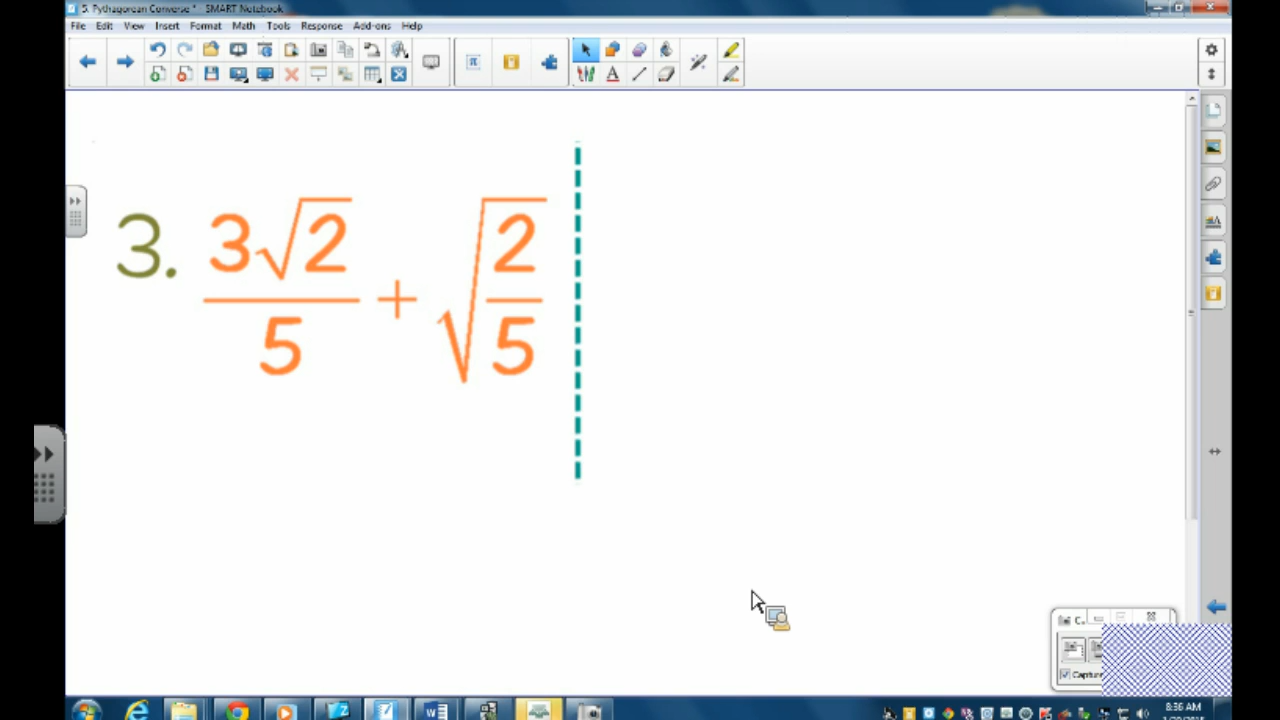 5. Pythagorean Converse * - SMART Notebook
File Edit View Insert Format Math Tools Response Add-ons Help
3. 3√2/5 + √(2/5)
C.
Captur
8:36 AM